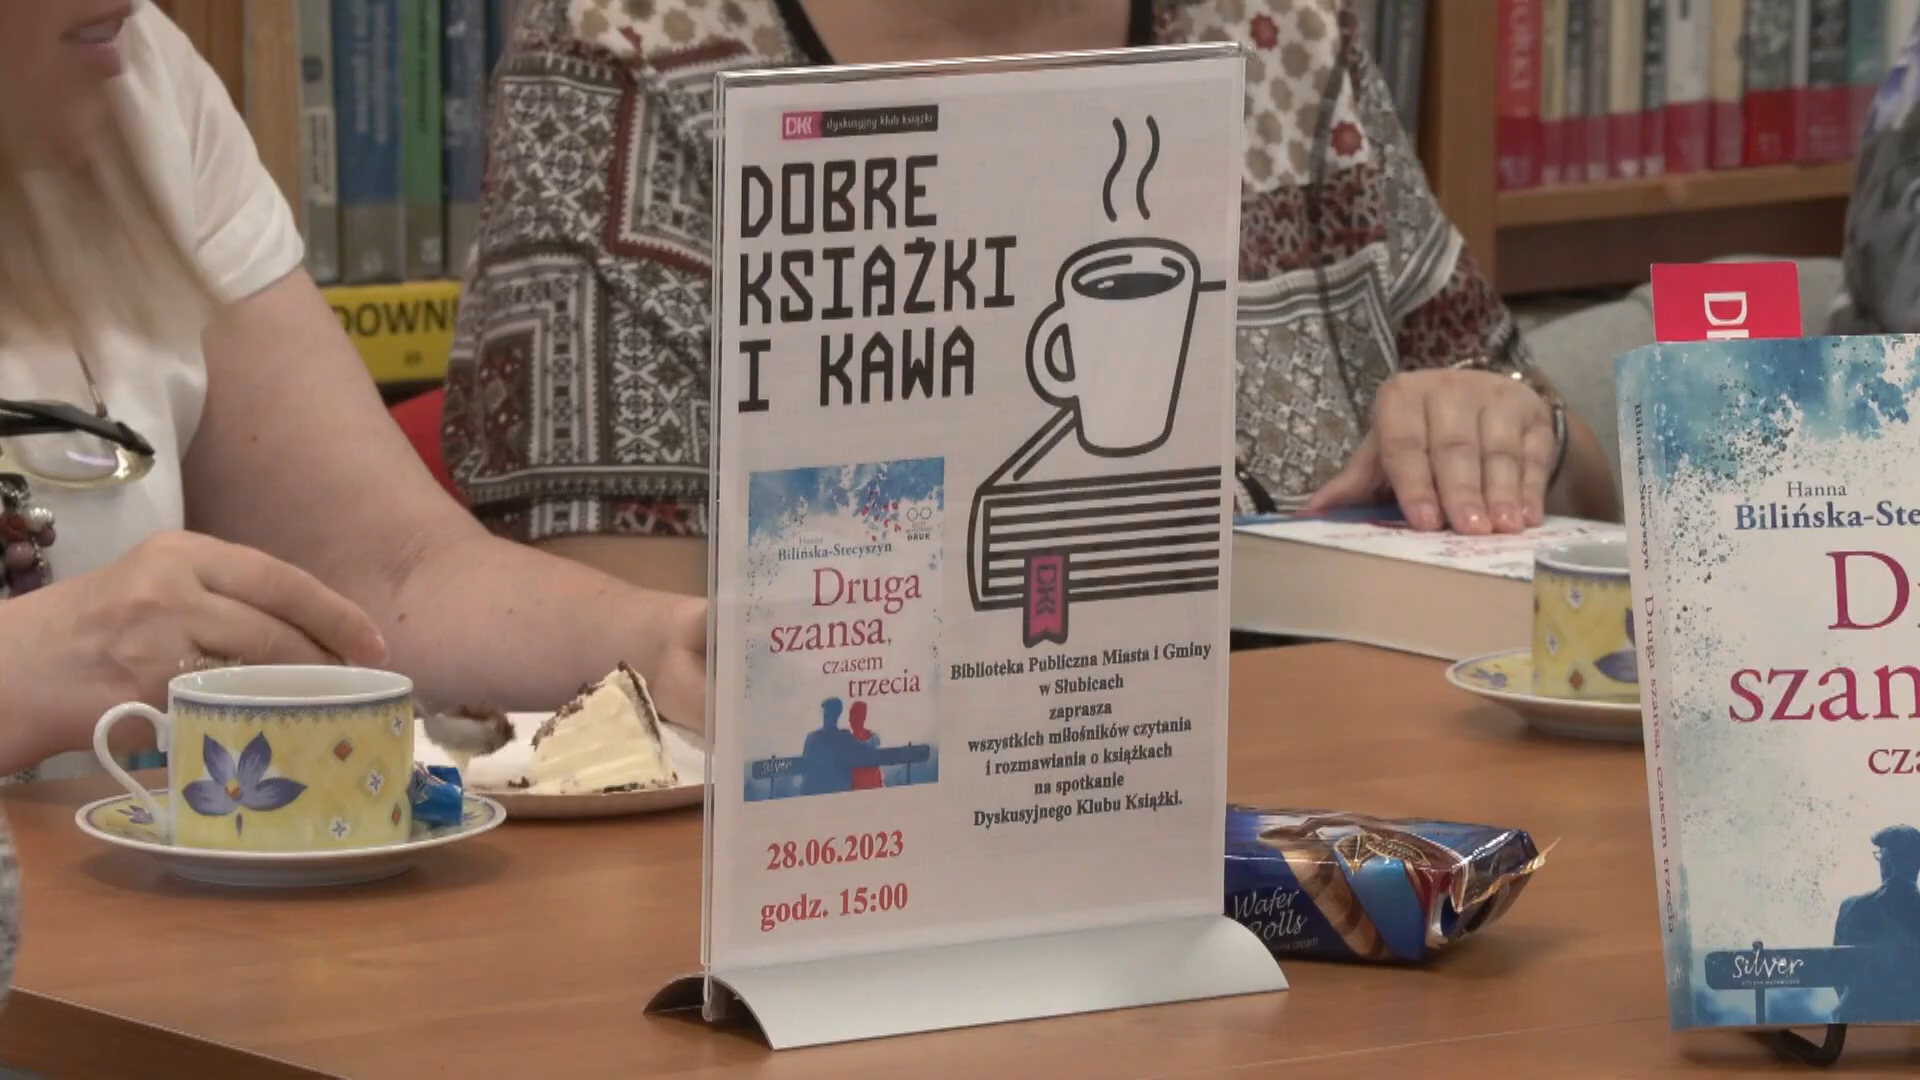 DKK dyskusyjny klub książki
DOBRE
KSIĄŻKI
I KAWA
Hanna
Bilińska-Stecyszyn
Druga
szansa,
czasem
trzecia
silver
DKK
Biblioteka Publiczna Miasta i Gminy
w Słubicach
zaprasza
wszystkich miłośników czytania
i rozmawiania o książkach
na spotkanie
Dyskusyjnego Klubu Książki.
28.06.2023
godz. 15:00
DOWN
Wafer
Rolls
Hanna
Bilińska-Ste
szan
cza
silver
Bilińska-Stecyszyn Druga szansa, czasem trzecia